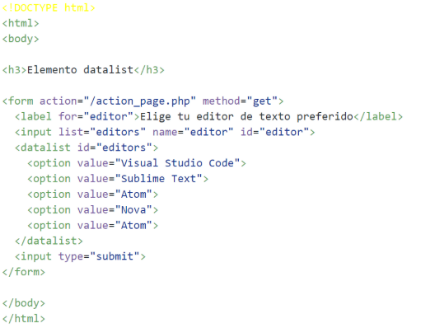 <!DOCTYPE html>
<html>
<body>
<h3>Elemento datalist</h3>
<form action="/action_page.php" method="get">
<label for="editor">Elige tu editor de texto preferido</label>
<input list="editors" name="editor" id="editor">
<datalist id="editors">
<option value="Visual Studio Code">
<option value="Sublime Text">
<option value="Atom">
<option value="Nova">
<option value="Atom">
</datalist>
<input type="submit">
</form>
</body>
</html>